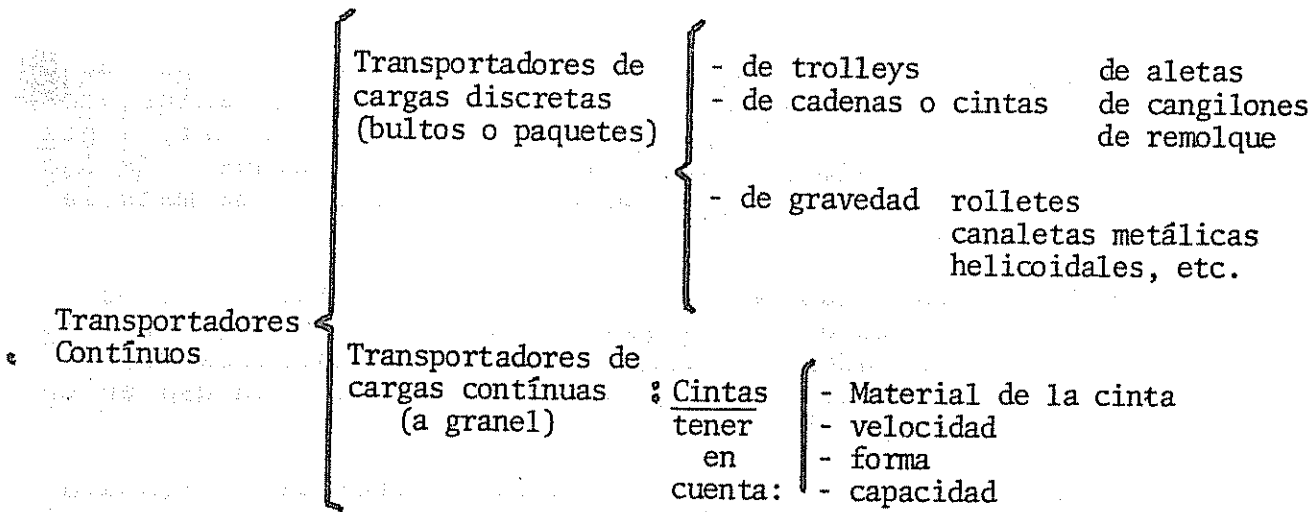 Transportadores de
cargas discretas
(bultos o paquetes)
- de trolleys de aletas
- de cadenas o cintas de cangilones
de remolque
- de gravedad rolletes
canaletas metálicas
helicoidales, etc.
Transportadores
Contínuos
Transportadores de
cargas contínuas : Cintas
(a granel) tener
en
cuenta:
- Material de la cinta
- velocidad
- forma
- capacidad